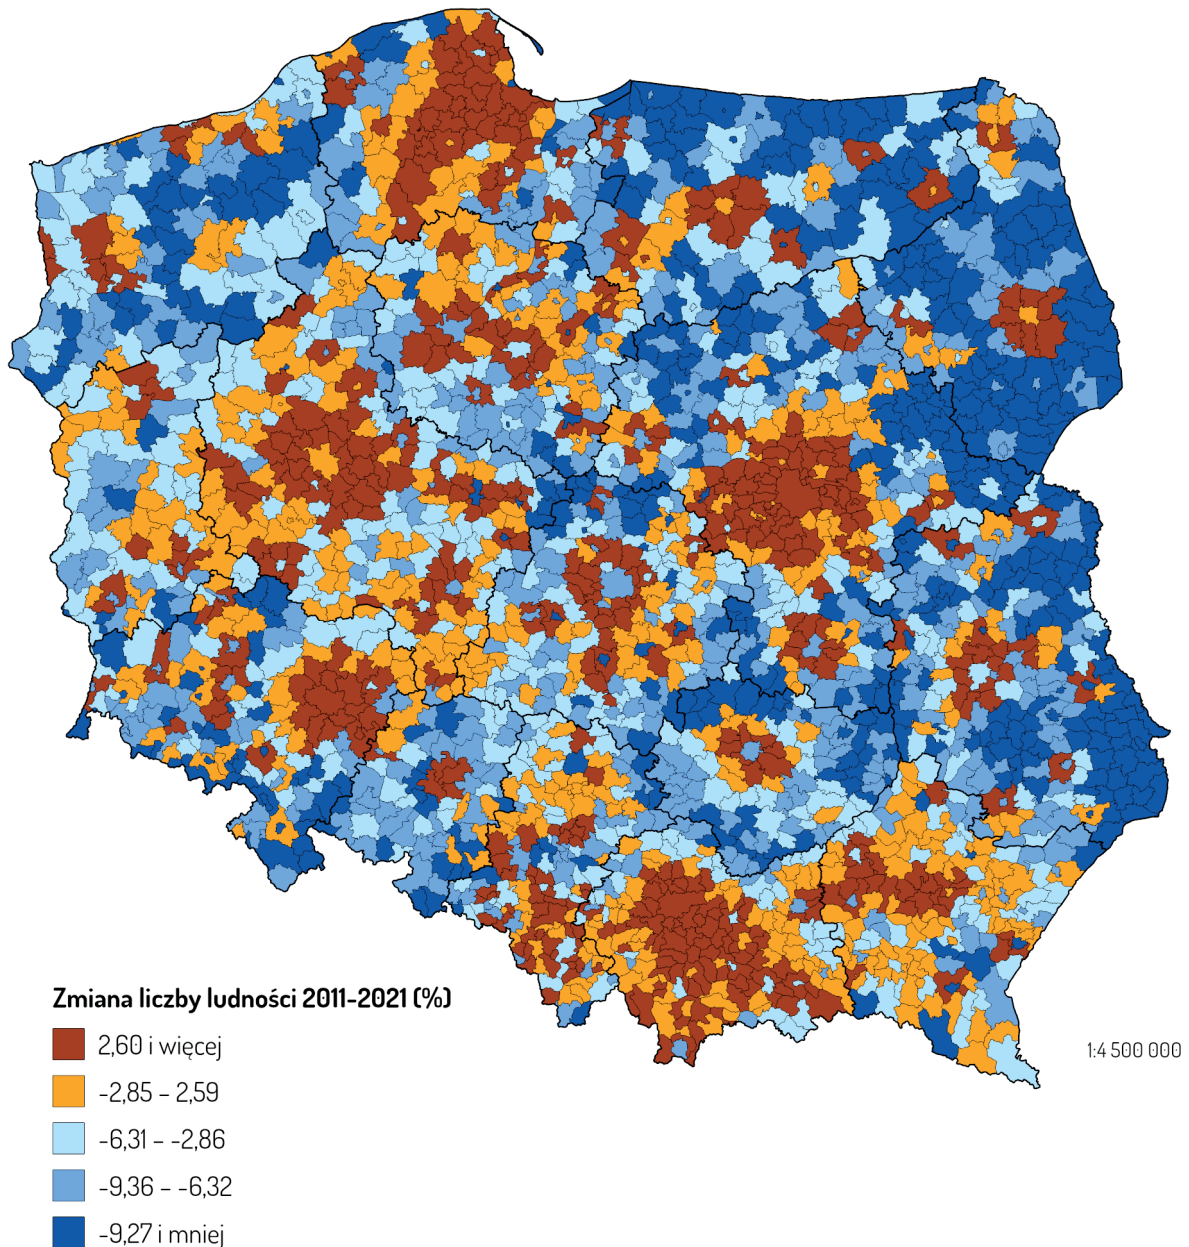 Zmiana liczby ludności 2011-2021 (%)
2,60 i więcej
-2,85 – 2,59
1:4 500 000
-6,31 – -2,86
-9,36 – -6,32
-9,27 i mniej